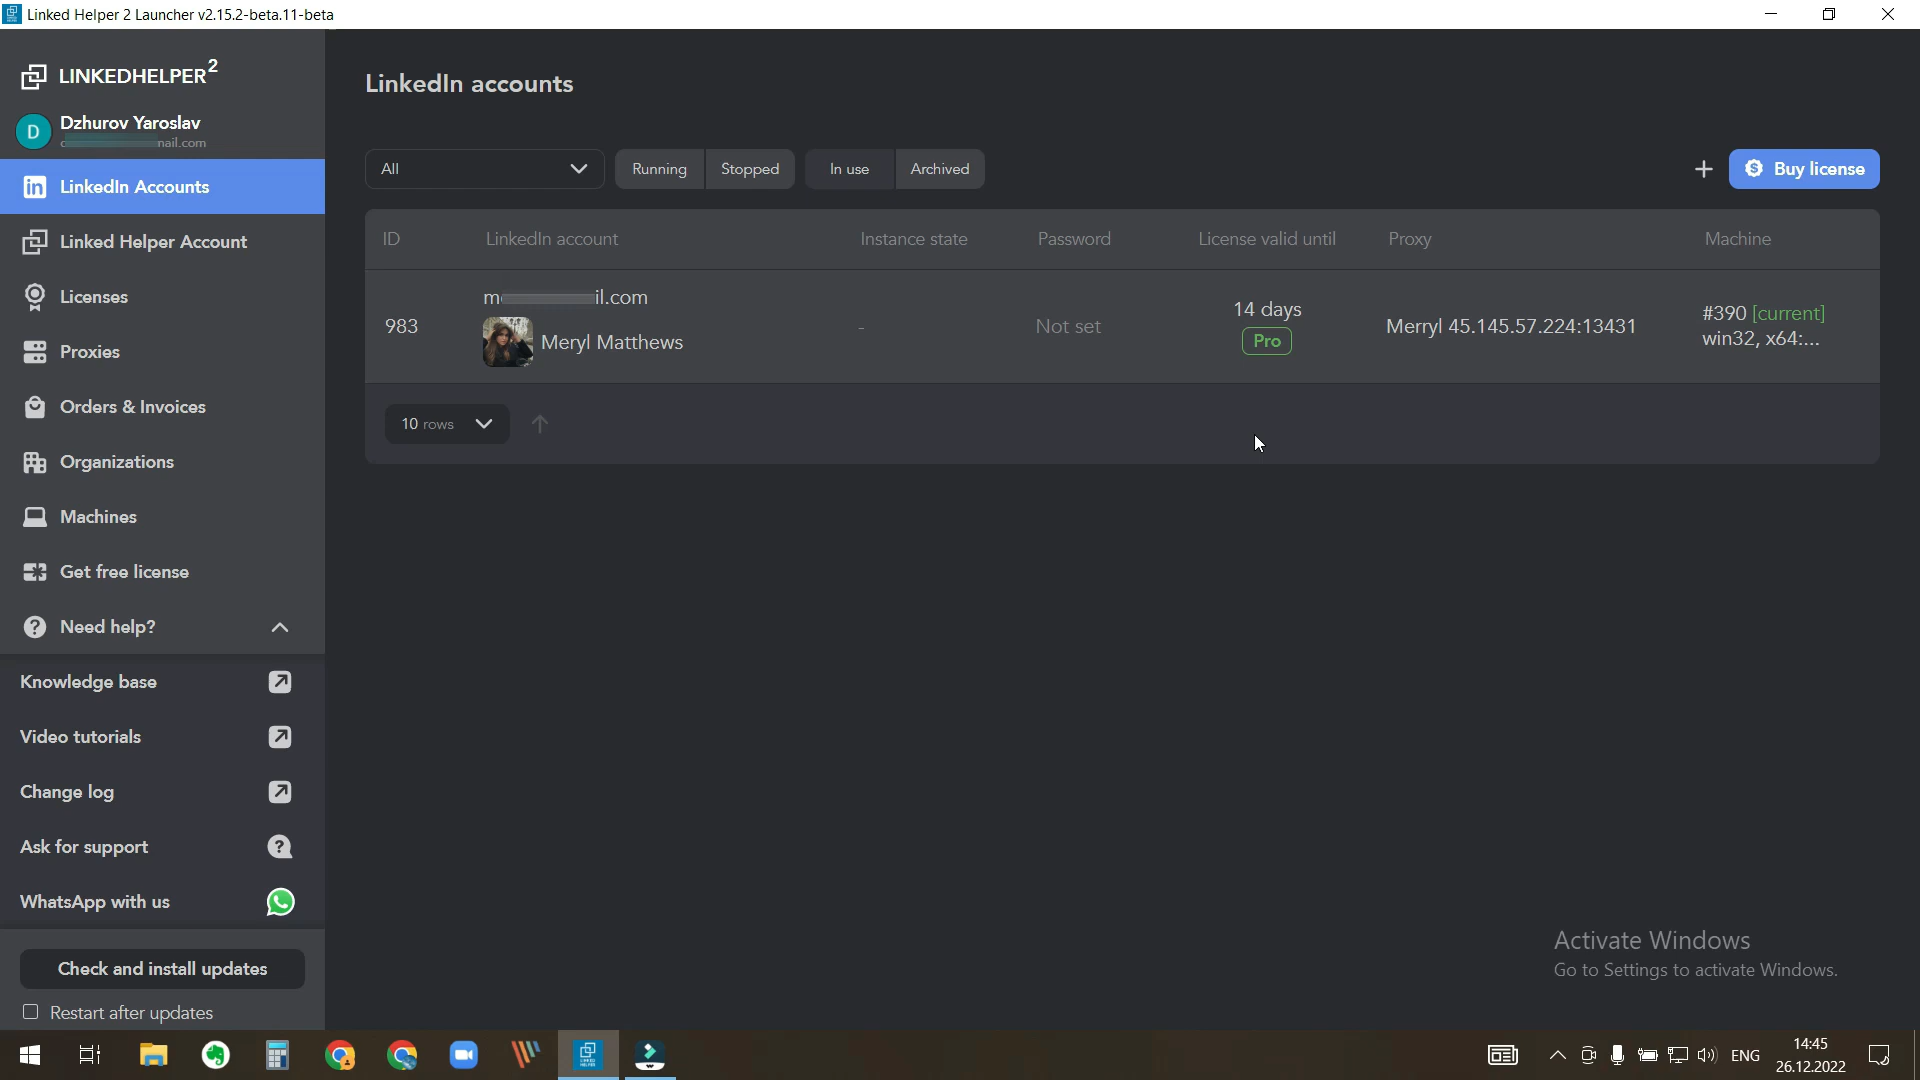 Linked Helper 2 Launcher v2.15.2-beta.11-beta
LINKEDHELPER2
D
Dzhurov Yaroslav
nail.com
in LinkedIn Accounts
Linked Helper Account
Licenses
Proxies
Orders & Invoices
Organizations
Machines
Get free license
Need help?
Knowledge base
Video tutorials
Change log
Ask for support
WhatsApp with us
Check and install updates
Restart after updates
LinkedIn accounts
All Running Stopped In use Archived Buy license
ID LinkedIn account Instance state Password License valid until Proxy Machine
983 m il.com
Meryl Matthews
-
Not set
14 days
Pro
Merryl 45.145.57.224:13431
#390 [current]
win32, x64:...
10 rows
Activate Windows
Go to Settings to activate Windows.
ENG
14:45
26.12.2022